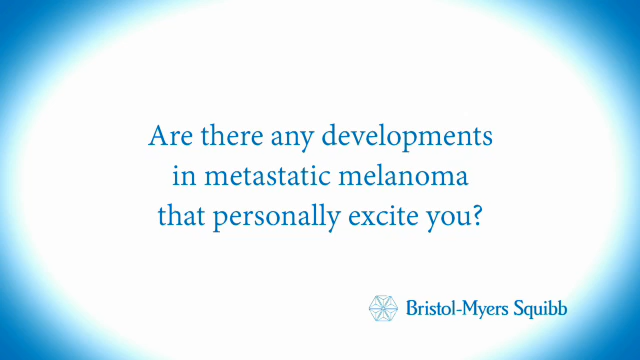 Are there any developments
in metastatic melanoma
that personally excite you?
Bristol-Myers Squibb